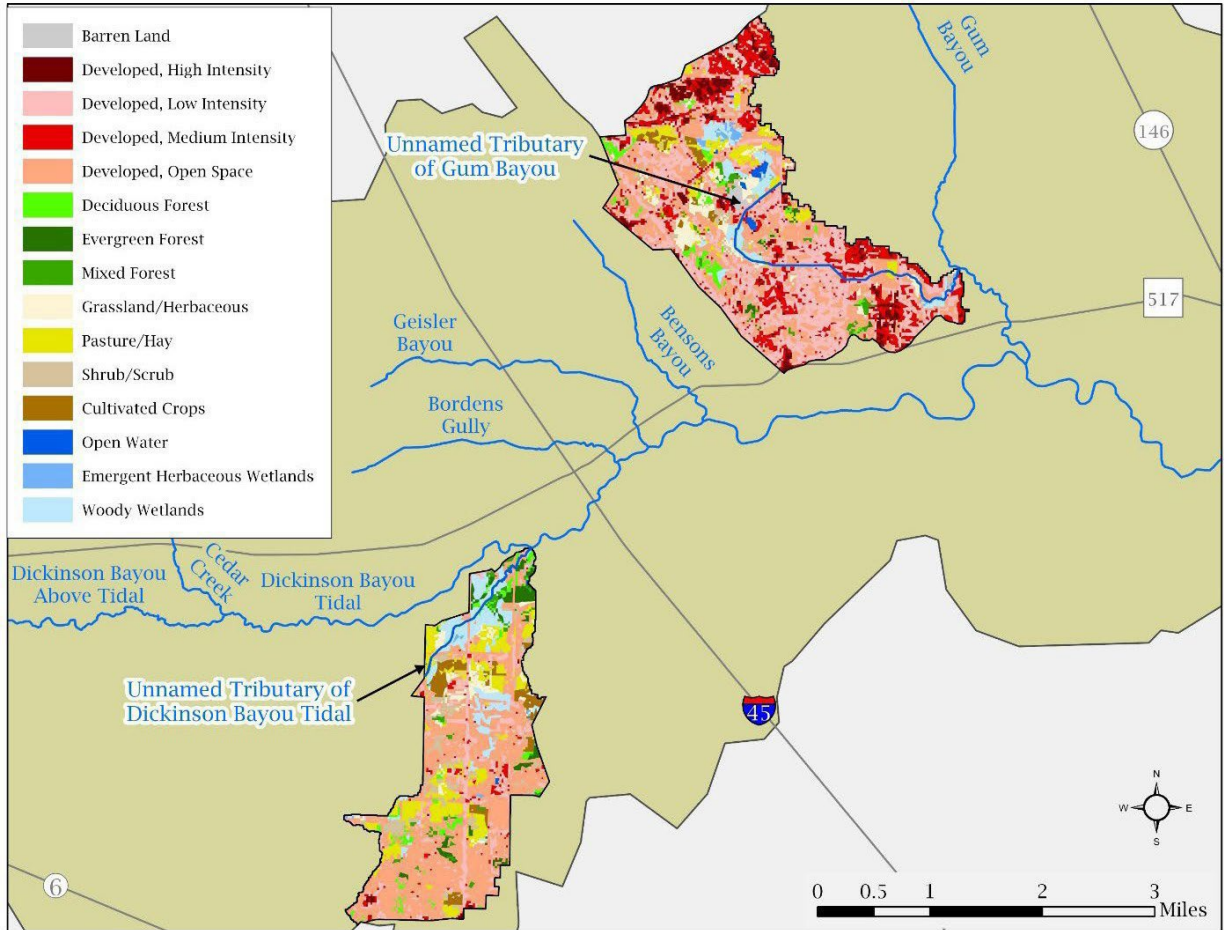 Barren Land
Developed, High Intensity
Developed, Low Intensity
Developed, Medium Intensity
Developed, Open Space
Deciduous Forest
Evergreen Forest
Mixed Forest
Grassland/Herbaceous
Pasture/Hay
Shrub/Scrub
Cultivated Crops
Open Water
Emergent Herbaceous Wetlands
Woody Wetlands
Unnamed Tributary
of Gum Bayou
Gum
Bayou
146
517
Geisler
Bayou
Bensons
Bayou
Bordens
Gully
Cedar
Creek
Dickinson Bayou
Above Tidal
Dickinson Bayou
Tidal
Unnamed Tributary of
Dickinson Bayou Tidal
45
6
N
W
E
S
0 0.5 1 2 3
Miles